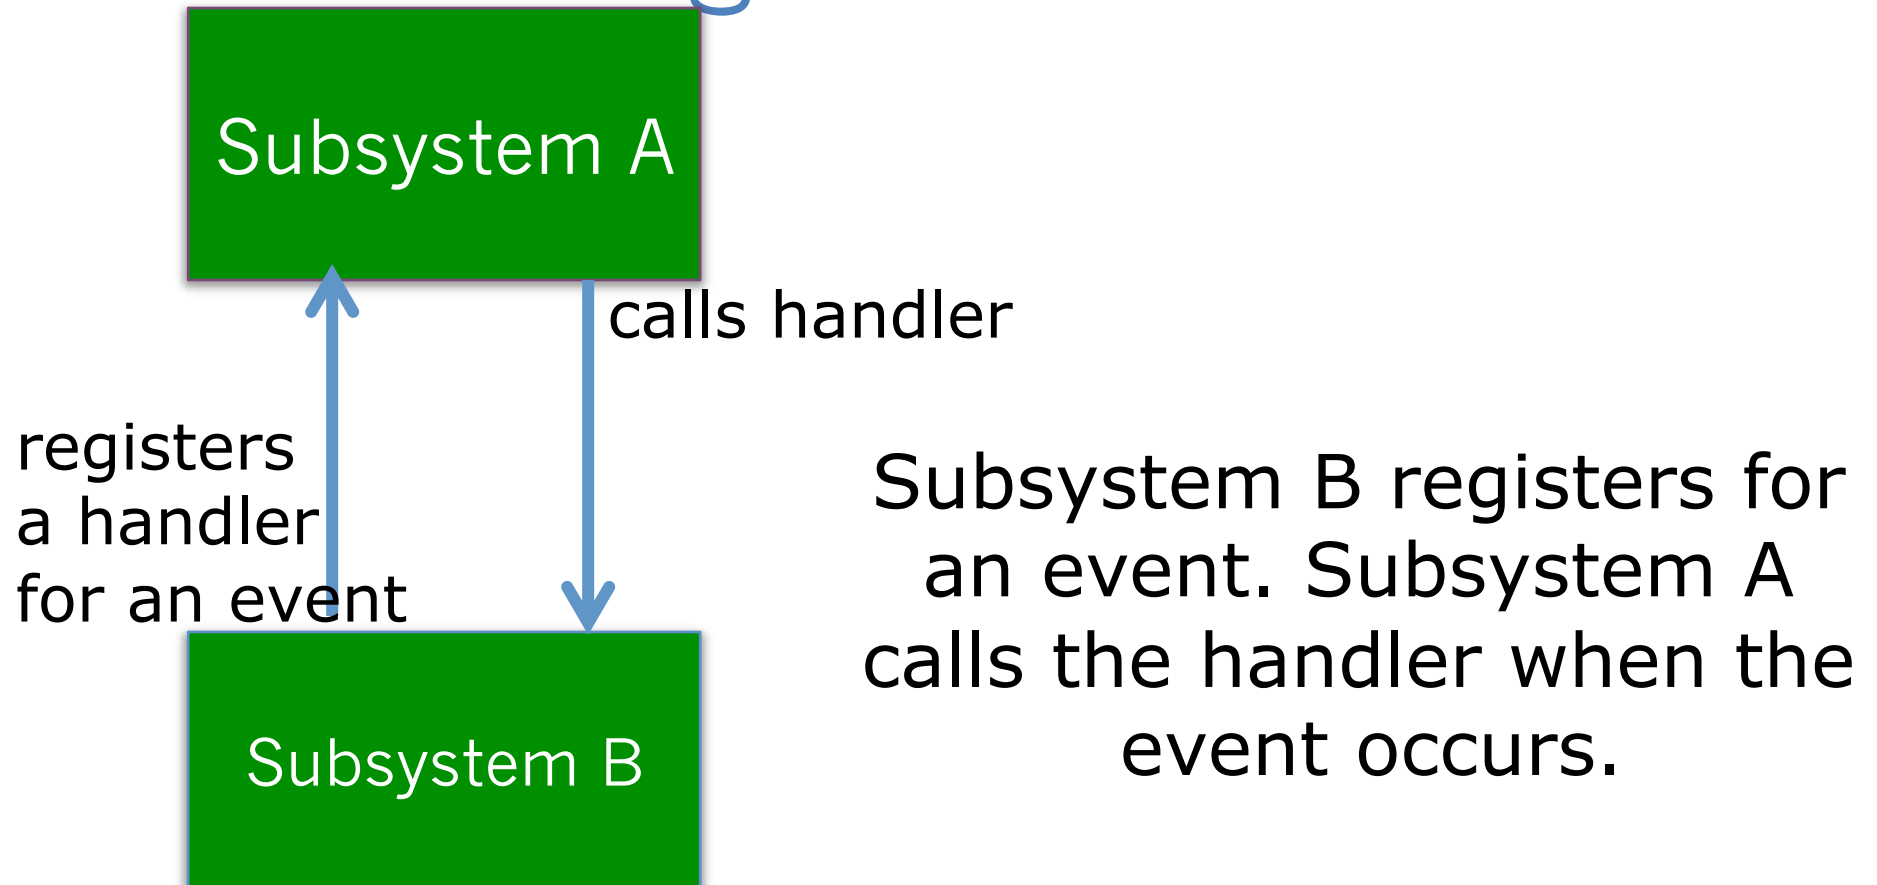 Subsystem A
calls handler
registers
a handler
for an event
Subsystem B registers for
an event. Subsystem A
calls the handler when the
event occurs.
Subsystem B